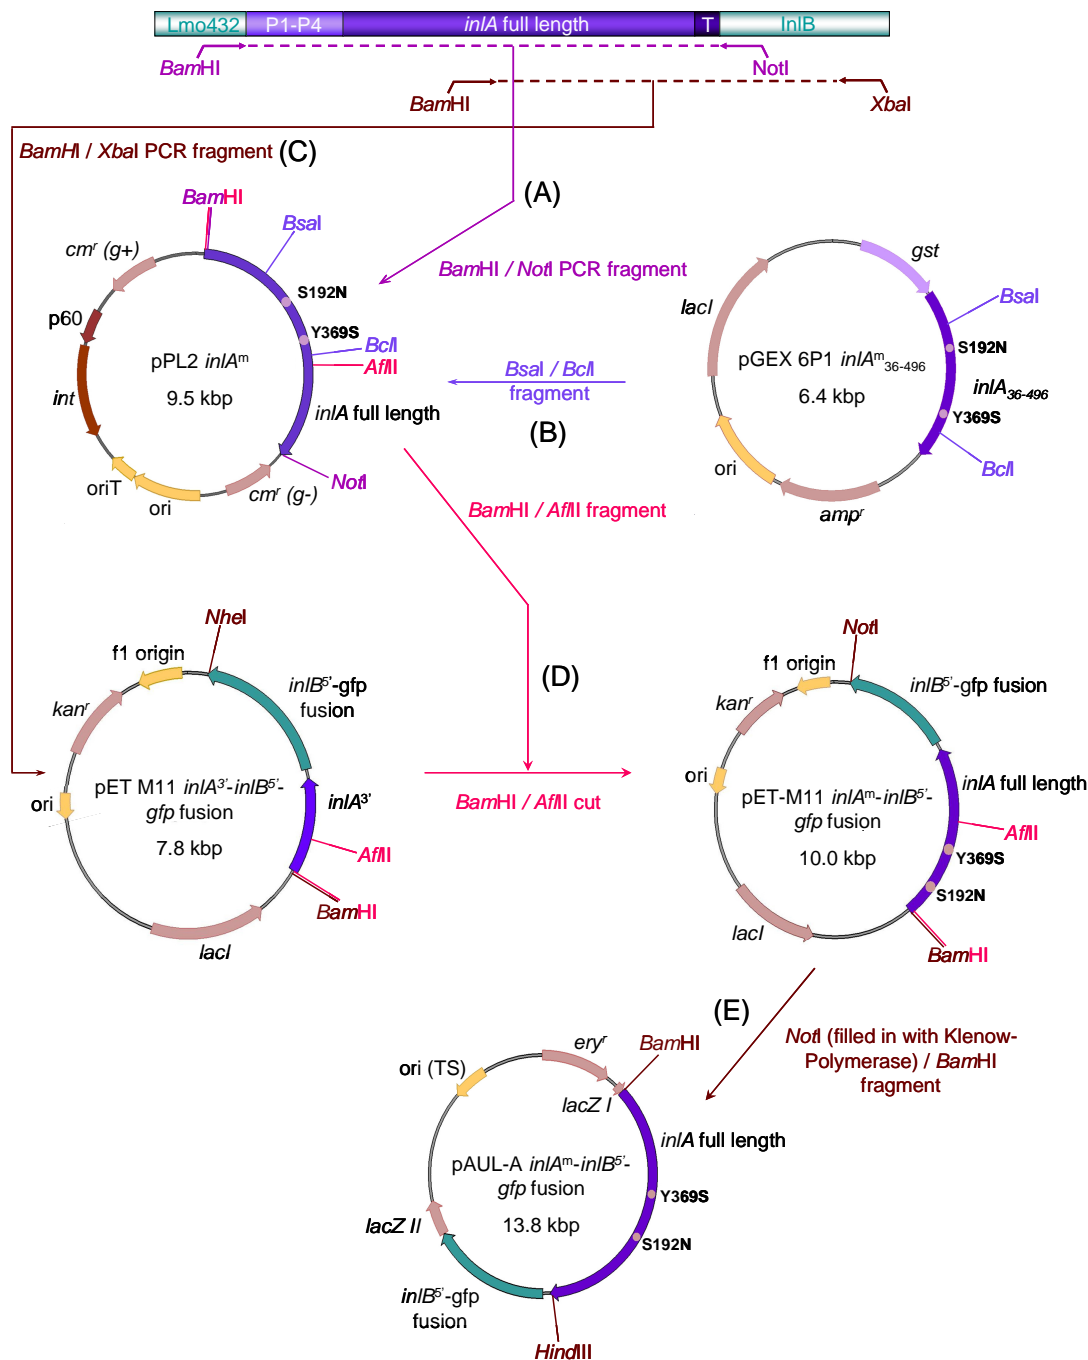 Lmo432 P1-P4 inlA full length T InlB
BamHI NotI
BamHI XbaI
BamHI / XbaI PCR fragment (C)
(A)
BamHI
BsaI
cmʳ (g+)
BamHI / NotI PCR fragment
S192N
p60
Y369S
pPL2 inlAᵐ
BclI
AflII
9.5 kbp
int
inlA full length
NotI
oriT
ori
cmʳ (g-)
BsaI / BclI
fragment
(B)
gst
BsaI
lacI
S192N
pGEX 6P1 inlAᵐ36-496
inlA36-496
6.4 kbp
Y369S
ori
BclI
ampʳ
BamHI / AflII fragment
(D)
NheI
f1 origin
inlB⁵’-gfp
fusion
kanʳ
ori
pET M11 inlA³’-inlB⁵’-
gfp fusion
7.8 kbp
inlA³’
AflII
BamHI
lacI
BamHI / AflII cut
NotI
f1 origin
inlB⁵’-gfp fusion
kanʳ
ori
pET-M11 inlAᵐ-inlB⁵’-
gfp fusion
10.0 kbp
inlA full length
AflII
Y369S
S192N
lacI
BamHI
(E)
NotI (filled in with Klenow-
Polymerase) / BamHI
fragment
eryʳ
BamHI
ori (TS)
lacZ I
inlA full length
pAUL-A inlAᵐ-inlB⁵’-
gfp fusion
13.8 kbp
Y369S
S192N
lacZ II
inlB⁵’-gfp
fusion
HindIII